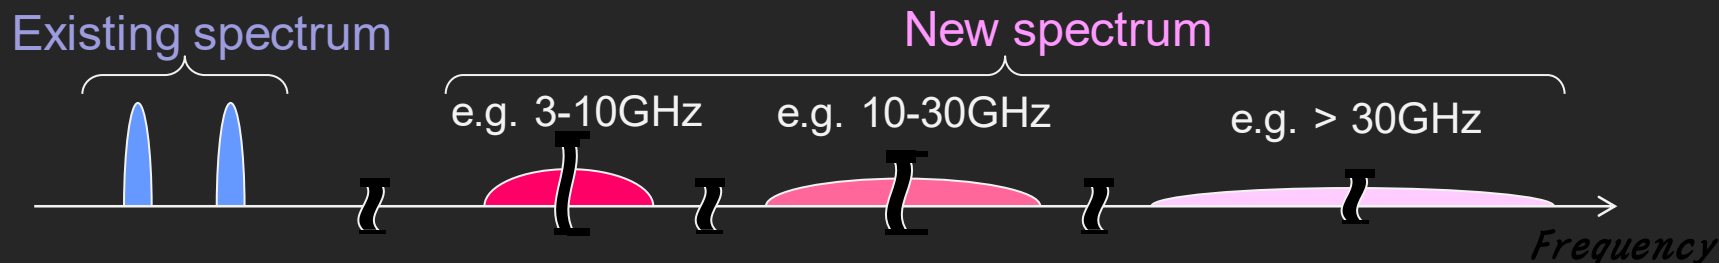 Existing spectrum
New spectrum
e.g. 3-10GHz
e.g. 10-30GHz
e.g. > 30GHz
Frequency